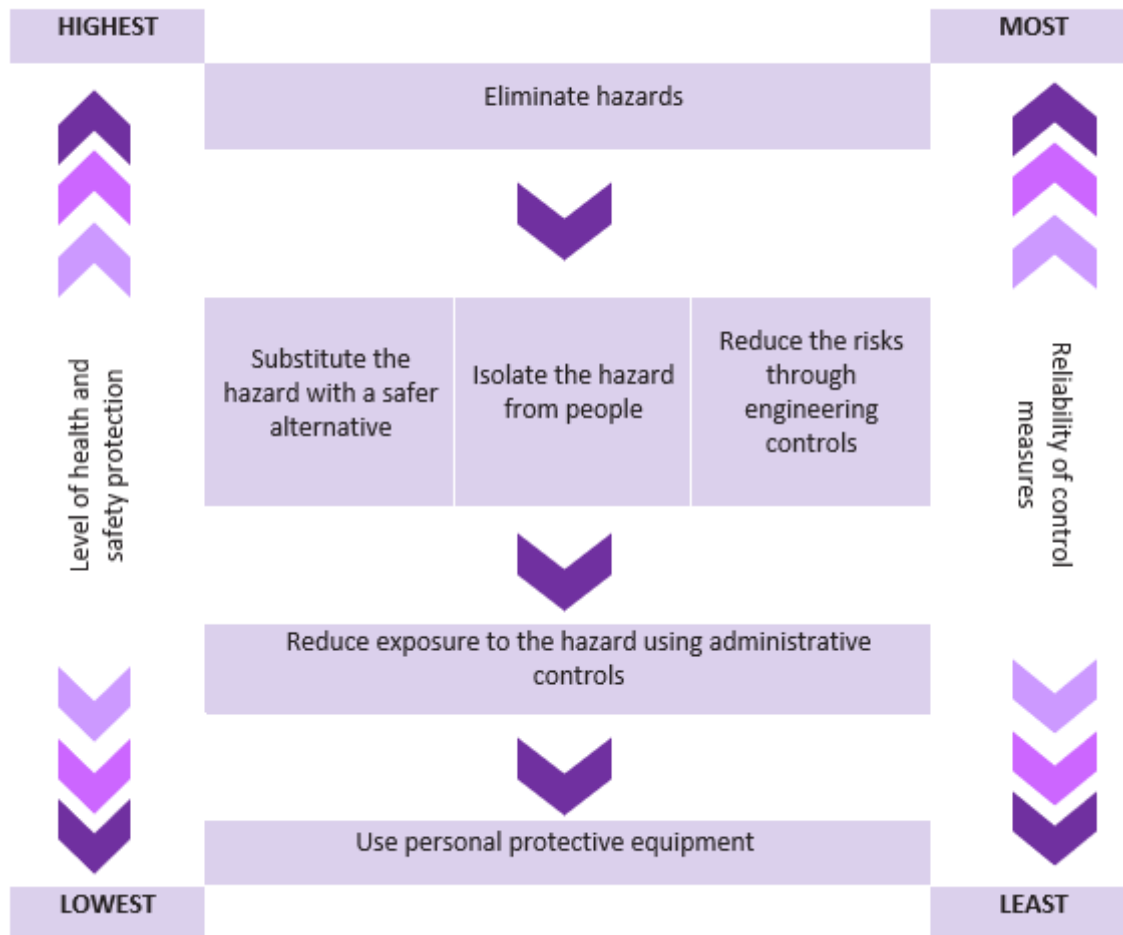 HIGHEST
MOST
Eliminate hazards
Substitute the
hazard with a safer
alternative
Isolate the hazard
from people
Reduce the risks
through
engineering
controls
Level of health and
safety protection
Reliability of control
measures
Reduce exposure to the hazard using administrative
controls
Use personal protective equipment
LOWEST
LEAST